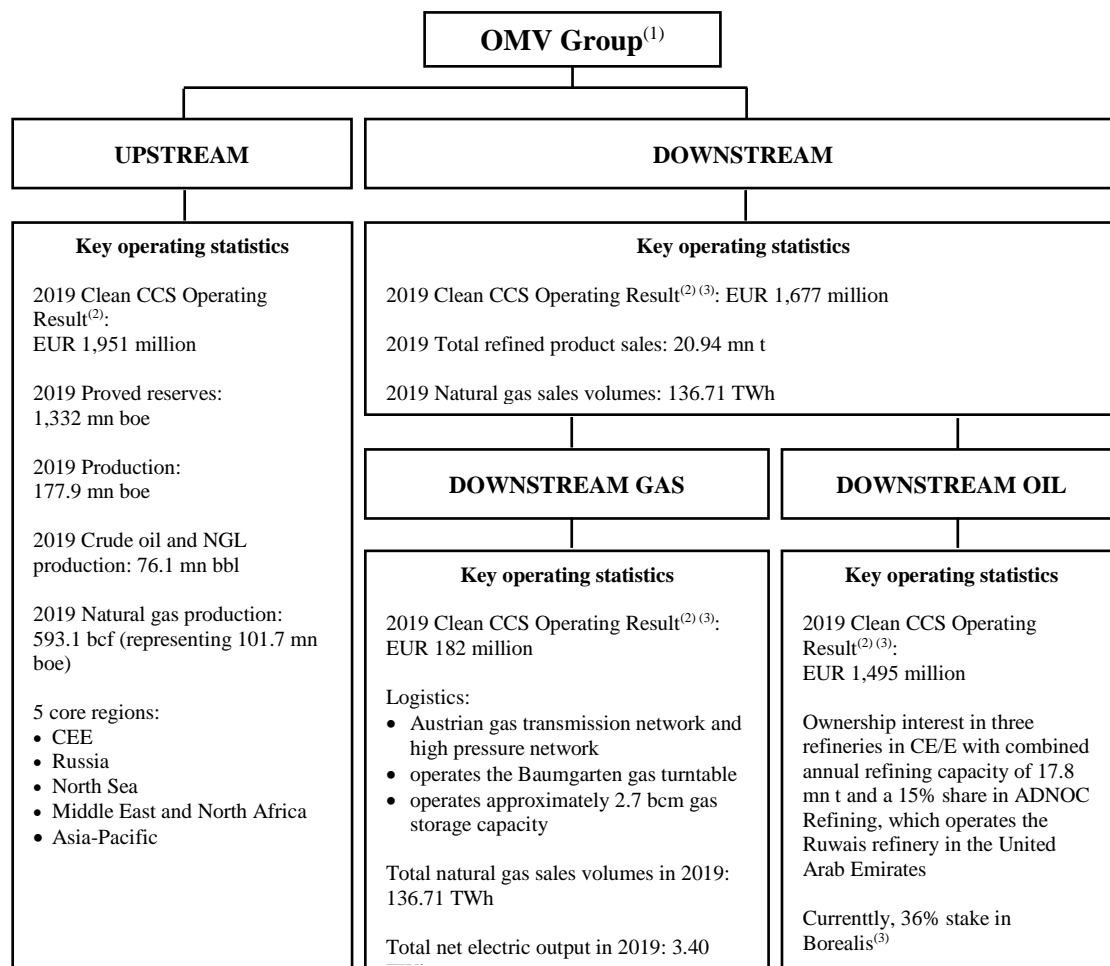 OMV Group(1)
UPSTREAM
DOWNSTREAM
Key operating statistics
2019 Clean CCS Operating
Result(2):
EUR 1,951 million
2019 Proved reserves:
1,332 mn boe
2019 Production:
177.9 mn boe
2019 Crude oil and NGL
production: 76.1 mn bbl
2019 Natural gas production:
593.1 bcf (representing 101.7 mn
boe)
5 core regions:
• CEE
• Russia
• North Sea
• Middle East and North Africa
• Asia-Pacific
Key operating statistics
2019 Clean CCS Operating Result(2) (3): EUR 1,677 million
2019 Total refined product sales: 20.94 mn t
2019 Natural gas sales volumes: 136.71 TWh
DOWNSTREAM GAS
Key operating statistics
2019 Clean CCS Operating Result(2) (3):
EUR 182 million
Logistics:
• Austrian gas transmission network and
high pressure network
• operates the Baumgarten gas turntable
• operates approximately 2.7 bcm gas
storage capacity
Total natural gas sales volumes in 2019:
136.71 TWh
Total net electric output in 2019: 3.40
DOWNSTREAM OIL
Key operating statistics
2019 Clean CCS Operating
Result(2) (3):
EUR 1,495 million
Ownership interest in three
refineries in CE/E with combined
annual refining capacity of 17.8
mn t and a 15% share in ADNOC
Refining, which operates the
Ruwais refinery in the United
Arab Emirates
Currenttly, 36% stake in
Borealis(3)